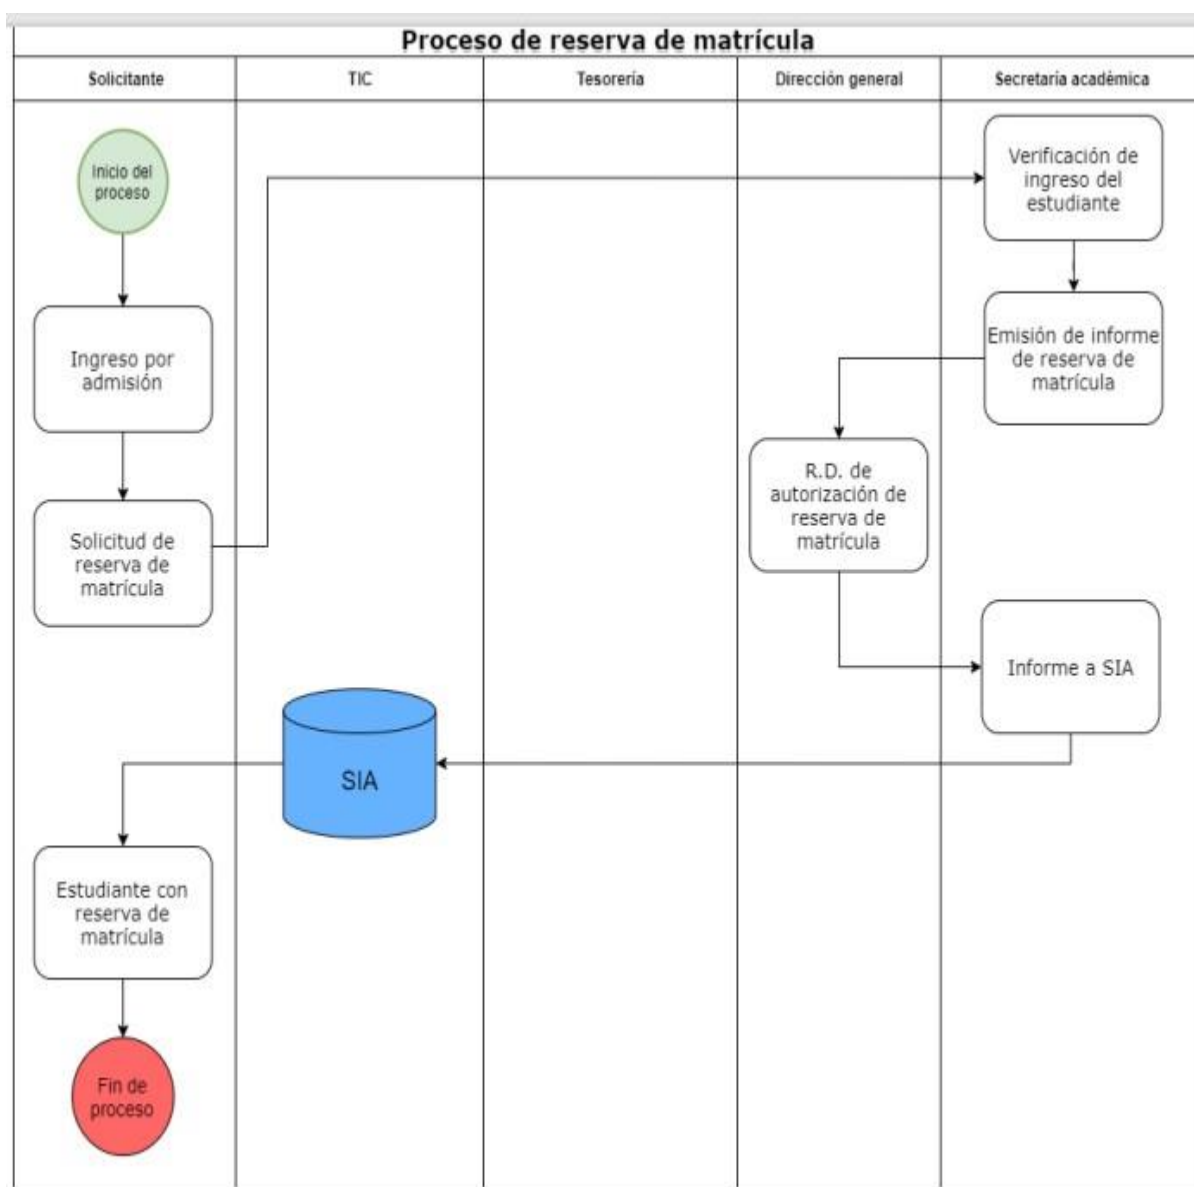 Proceso de reserva de matrícula
Solicitante
TIC
Tesorería
Dirección general
Secretaría académica
Inicio del
proceso
Verificación de
ingreso del
estudiante
Ingreso por
admisión
Emisión de informe
de reserva de
matrícula
Solicitud de
reserva de
matrícula
R.D. de
autorización de
reserva de
matrícula
Informe a SIA
SIA
Estudiante con
reserva de
matrícula
Fin de
proceso